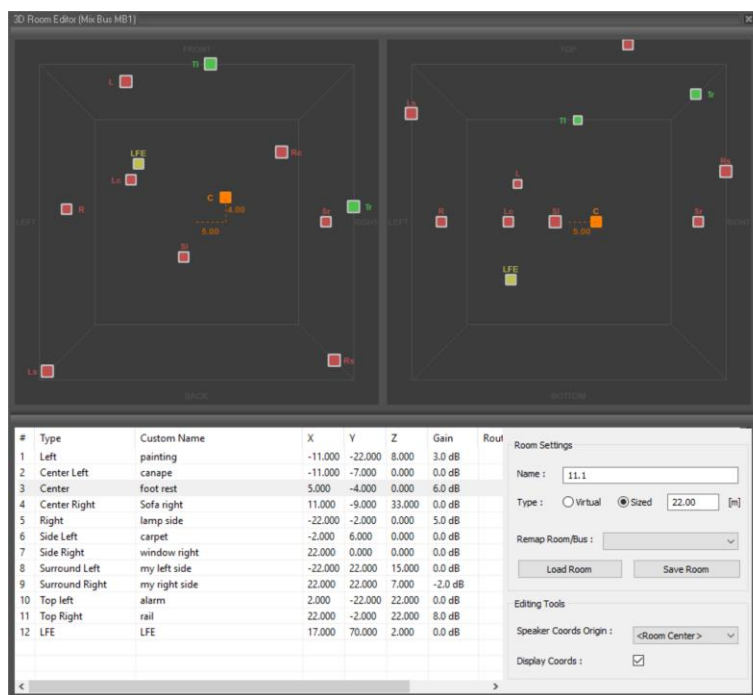 3D Room Editor (Mix Bus MB1)
FRONT
TOP
Tl
L
Ls
Tr
Tl
LFE
Rc
Rs
Lc
L
C
-4.00
Tr
R
Sr
LEFT
RIGHT
LEFT
R
Lc
Sl
C
Sr
RIGHT
5.00
5.00
Sl
LFE
Ls
Rs
BACK
BOTTOM
# Type Custom Name X Y Z Gain Rout
1 Left painting -11.000 -22.000 8.000 3.0 dB
2 Center Left canape -11.000 -7.000 0.000 0.0 dB
3 Center foot rest 5.000 -4.000 0.000 6.0 dB
4 Center Right Sofa right 11.000 -9.000 33.000 0.0 dB
5 Right lamp side -22.000 -2.000 0.000 5.0 dB
6 Side Left carpet -2.000 6.000 0.000 0.0 dB
7 Side Right window right 22.000 0.000 0.000 0.0 dB
8 Surround Left my left side -22.000 22.000 15.000 0.0 dB
9 Surround Right my right side 22.000 22.000 7.000 -2.0 dB
10 Top left alarm 2.000 -22.000 22.000 0.0 dB
11 Top Right rail 22.000 -2.000 22.000 8.0 dB
12 LFE LFE 17.000 70.000 2.000 0.0 dB
Room Settings
Name : 11.1
Type : Virtual Sized 22.00 [m]
Remap Room/Bus :
Load Room Save Room
Editing Tools
Speaker Coords Origin : <Room Center>
Display Coords :